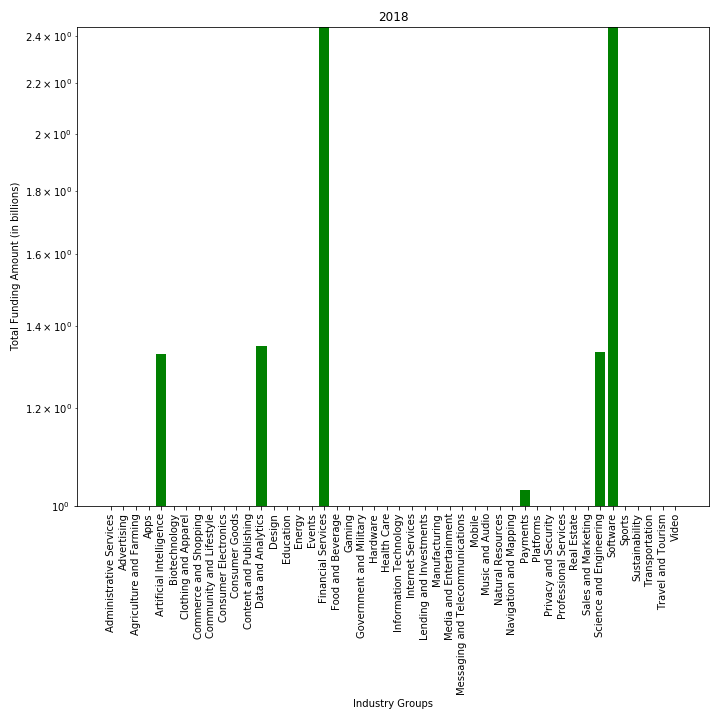 2018
Total Funding Amount (in billions)
2.4 × 10⁰
2.2 × 10⁰
2 × 10⁰
1.8 × 10⁰
1.6 × 10⁰
1.4 × 10⁰
1.2 × 10⁰
10⁰
Administrative Services
Advertising
Agriculture and Farming
Apps
Artificial Intelligence
Biotechnology
Clothing and Apparel
Commerce and Shopping
Community and Lifestyle
Consumer Electronics
Consumer Goods
Content and Publishing
Data and Analytics
Design
Education
Energy
Events
Financial Services
Food and Beverage
Gaming
Government and Military
Hardware
Health Care
Information Technology
Internet Services
Lending and Investments
Manufacturing
Media and Entertainment
Messaging and Telecommunications
Mobile
Music and Audio
Natural Resources
Navigation and Mapping
Payments
Platforms
Privacy and Security
Professional Services
Real Estate
Sales and Marketing
Science and Engineering
Software
Sports
Sustainability
Transportation
Travel and Tourism
Video
Industry Groups